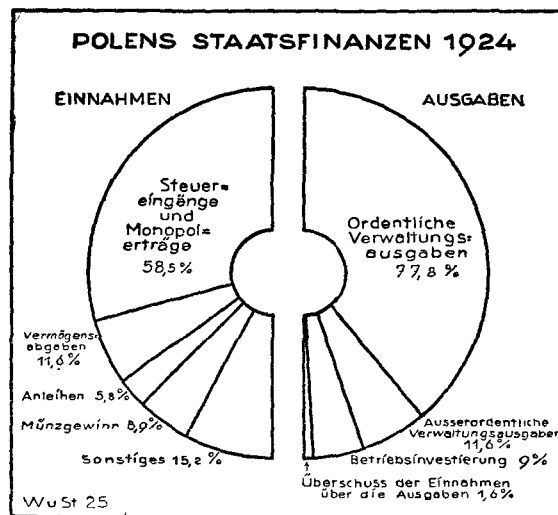 POLENS STAATSFINANZEN 1924
EINNAHMEN
Steuer=
eingänge
und
Monopol=
erträge
58,5%
Vermögens=
abgaben
11,6%
Anleihen 5,8%
Münzgewinn 8,9%
Sonstiges 15,2%
AUSGABEN
Ordentliche
Verwaltungs=
ausgaben
77,8%
Ausserordentliche
Verwaltungsausgaben
11,6%
Betriebsinvestierung 9%
Überschuss der Einnahmen
über die Ausgaben 1,6%
WuSt 25